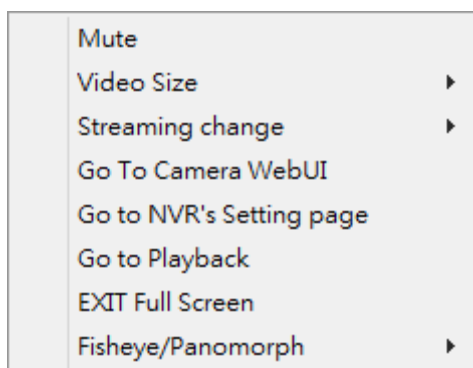 Mute
Video Size
Streaming change
Go To Camera WebUI
Go to NVR's Setting page
Go to Playback
EXIT Full Screen
Fisheye/Panomorph